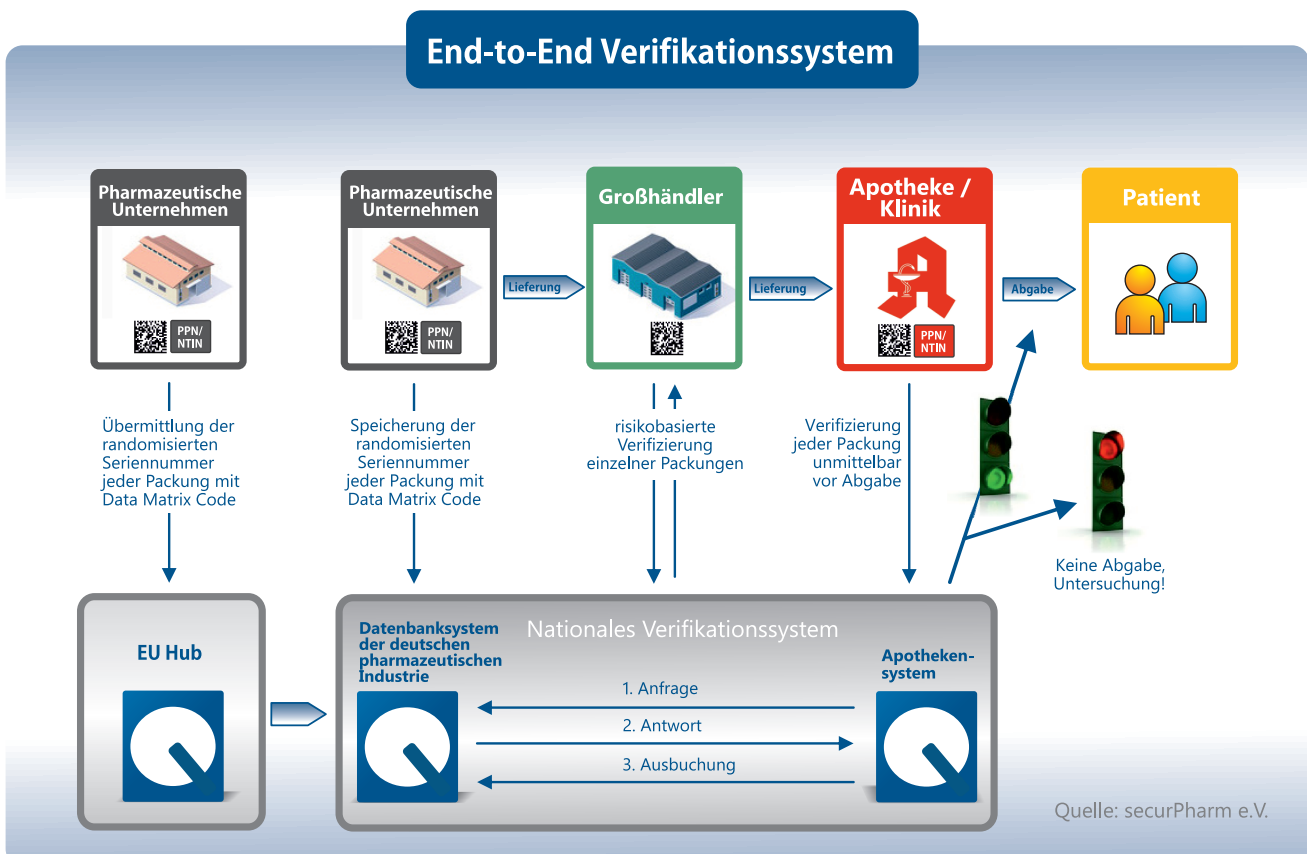 End-to-End Verifikationssystem
Pharmazeutische
Unternehmen
PPN/
NTIN
Pharmazeutische
Unternehmen
PPN/
NTIN
Lieferung
Großhändler
Lieferung
Apotheke /
Klinik
PPN/
NTIN
Abgabe
Patient
Übermittlung der
randomisierten
Seriennummer
jeder Packung mit
Data Matrix Code
Speicherung der
randomisierten
Seriennummer
jeder Packung mit
Data Matrix Code
risikobasierte
Verifizierung
einzelner Packungen
Verifizierung
jeder Packung
unmittelbar
vor Abgabe
Keine Abgabe,
Untersuchung!
EU Hub
Nationales Verifikationssystem
Datenbanksystem
der deutschen
pharmazeutischen
Industrie
1. Anfrage
2. Antwort
3. Ausbuchung
Apotheken-
system
Quelle: securPharm e.V.